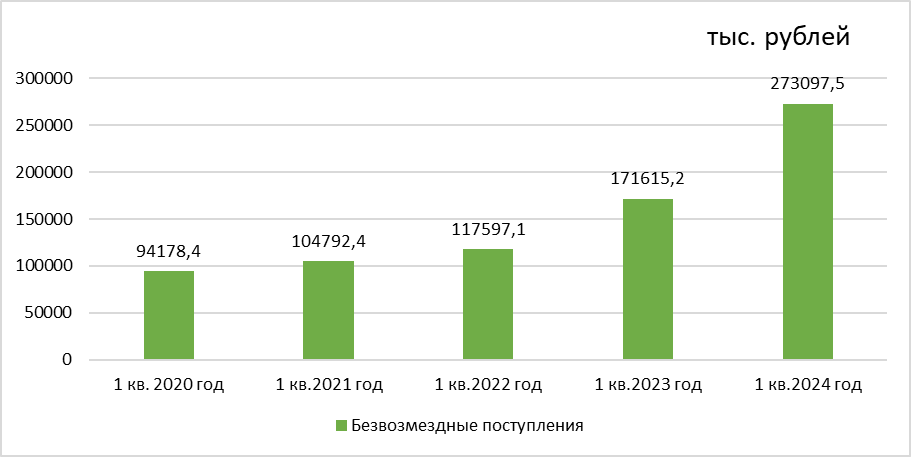 тыс. рублей
300000
250000
200000
150000
100000
50000
0
94178,4
104792,4
117597,1
171615,2
273097,5
1 кв. 2020 год
1 кв.2021 год
1 кв.2022 год
1 кв.2023 год
1 кв.2024 год
Безвозмездные поступления